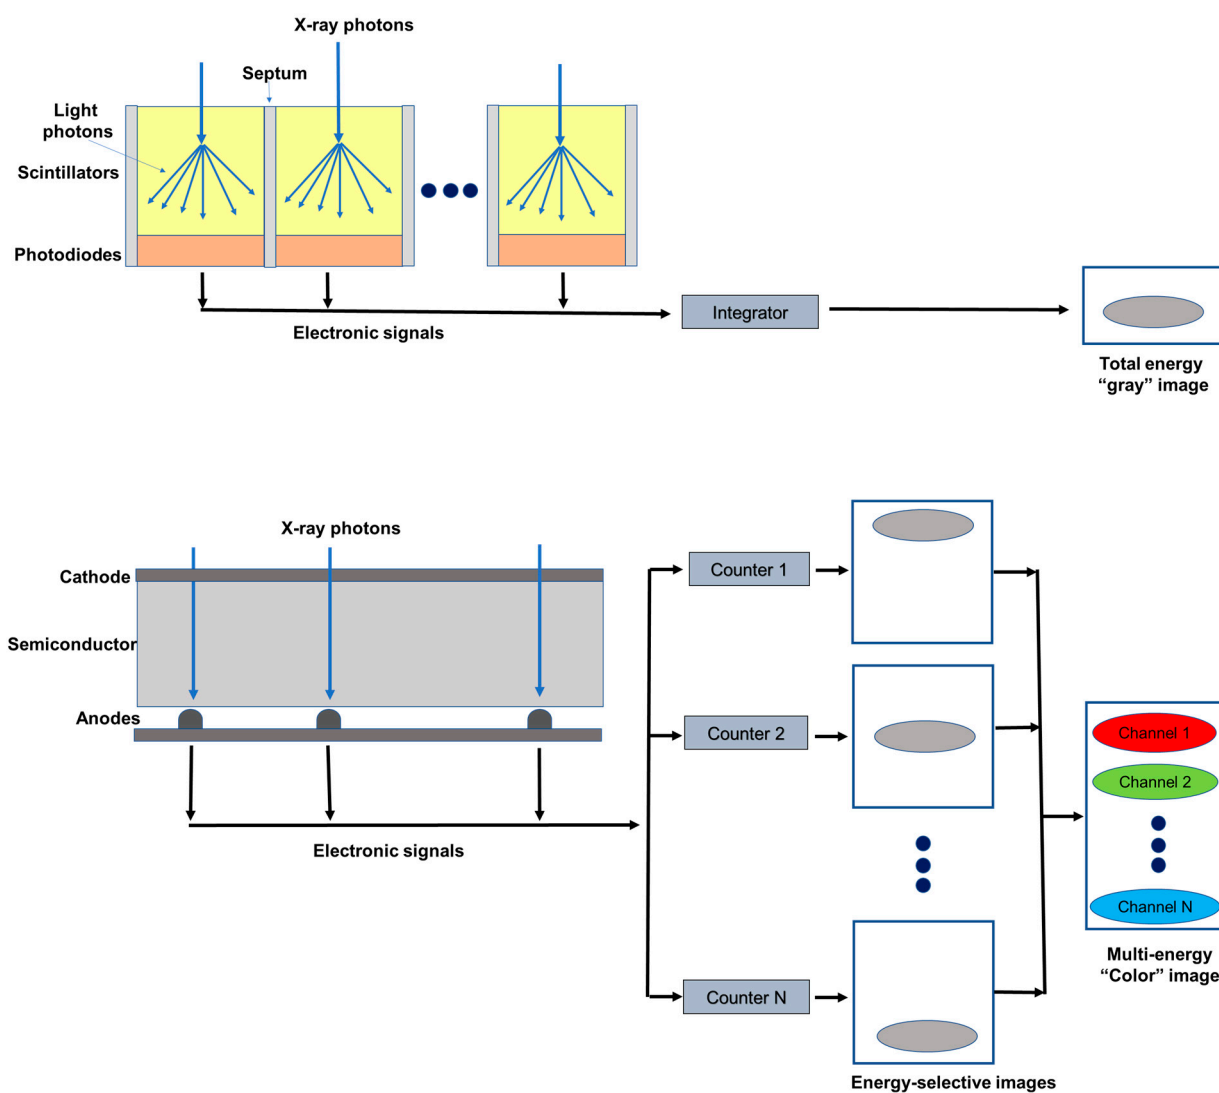 X-ray photons
Septum
Light
photons
Scintillators
Photodiodes
Electronic signals
Integrator
Total energy
“gray” image
X-ray photons
Cathode
Semiconductor
Anodes
Electronic signals
Counter 1
Counter 2
Counter N
Energy-selective images
Channel 1
Channel 2
Channel N
Multi-energy
“Color” image